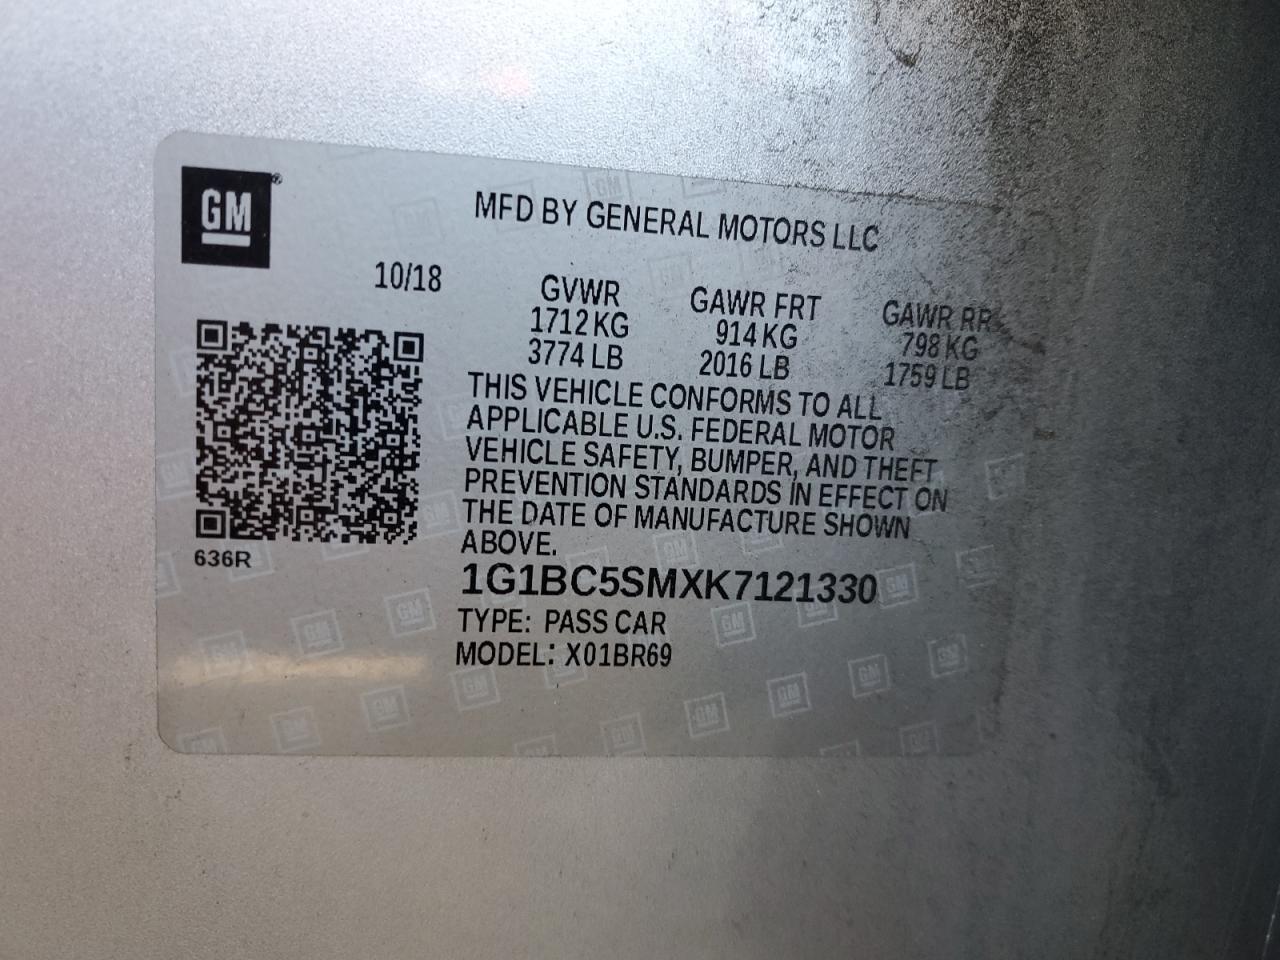 GM®
MFD BY GENERAL MOTORS LLC
10/18
GVWR GAWR FRT GAWR RR
1712 KG 914 KG 798 KG
3774 LB 2016 LB 1759 LB
THIS VEHICLE CONFORMS TO ALL
APPLICABLE U.S. FEDERAL MOTOR
VEHICLE SAFETY, BUMPER, AND THEFT
PREVENTION STANDARDS IN EFFECT ON
THE DATE OF MANUFACTURE SHOWN
ABOVE.
636R
1G1BC5SMXK7121330
TYPE: PASS CAR
MODEL: X01BR69